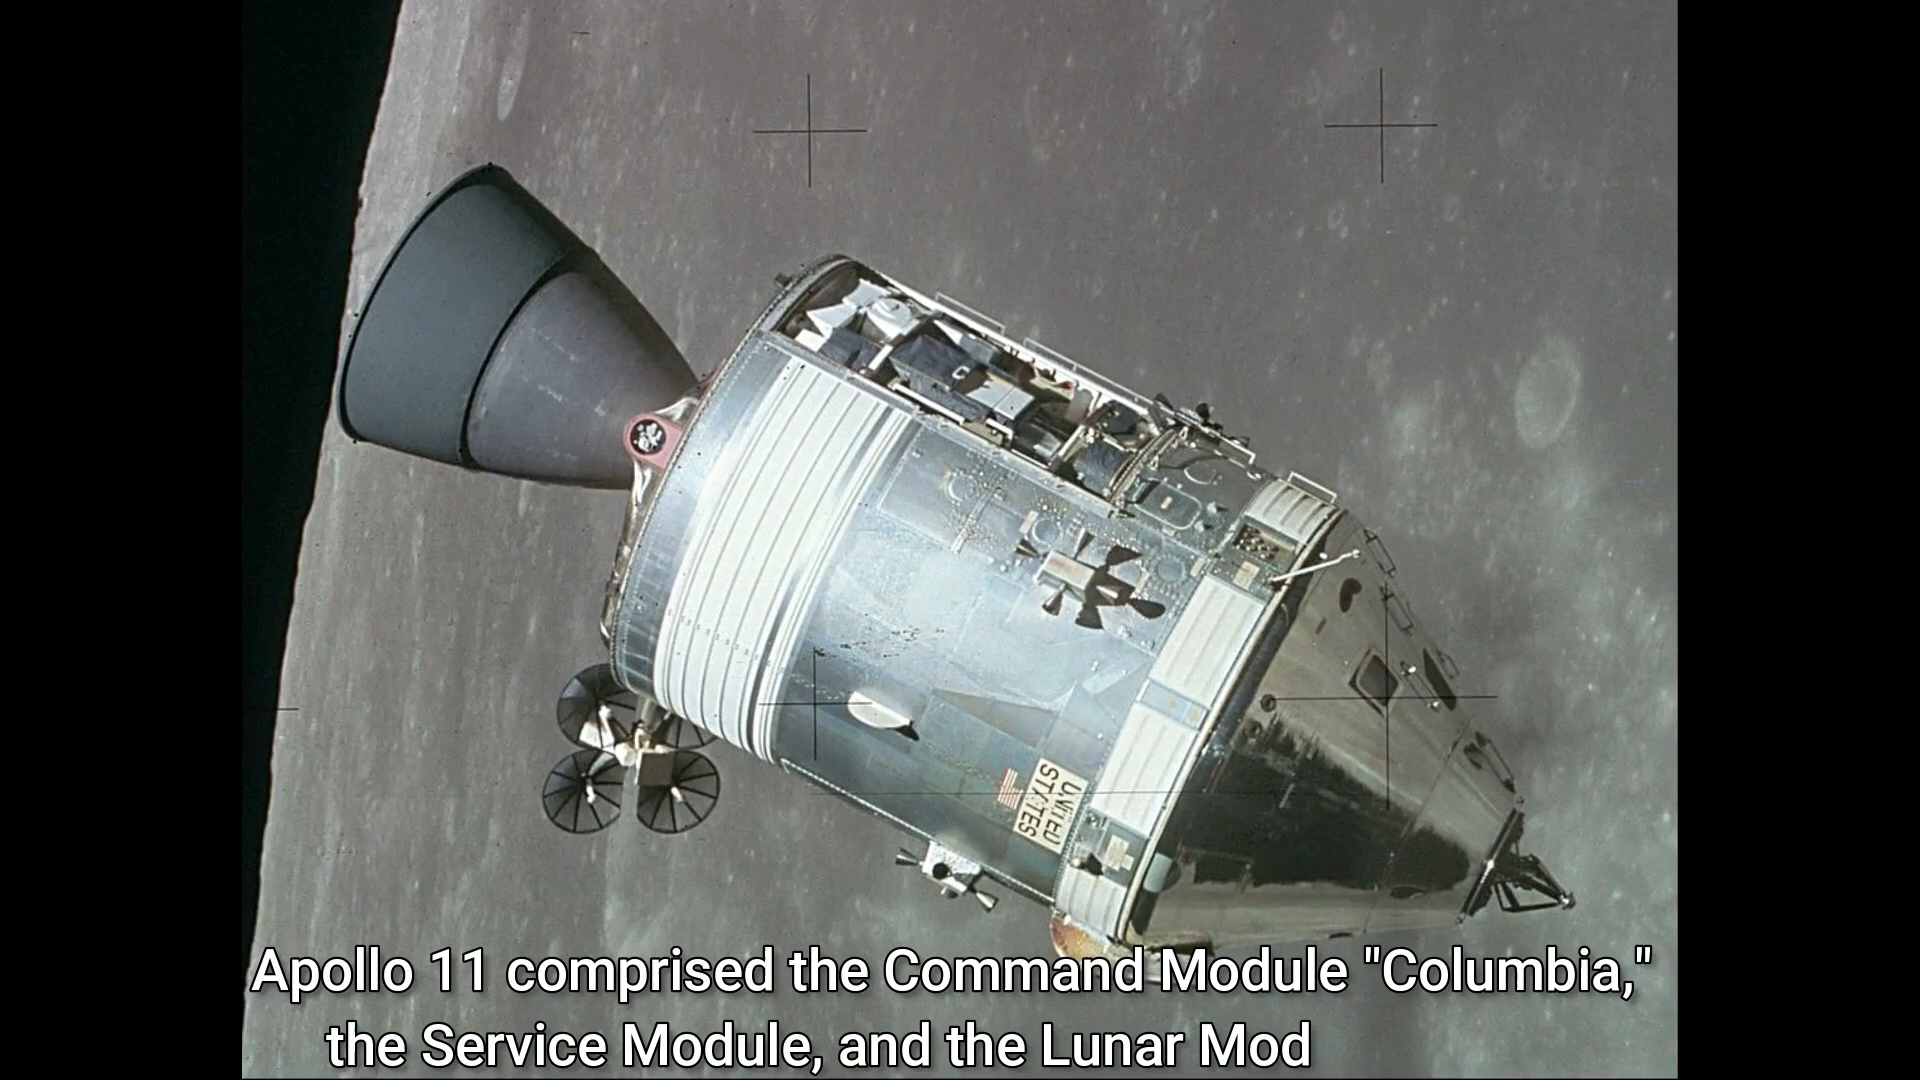 UNITED
STATES
Apollo 11 comprised the Command Module "Columbia,"
the Service Module, and the Lunar Mod